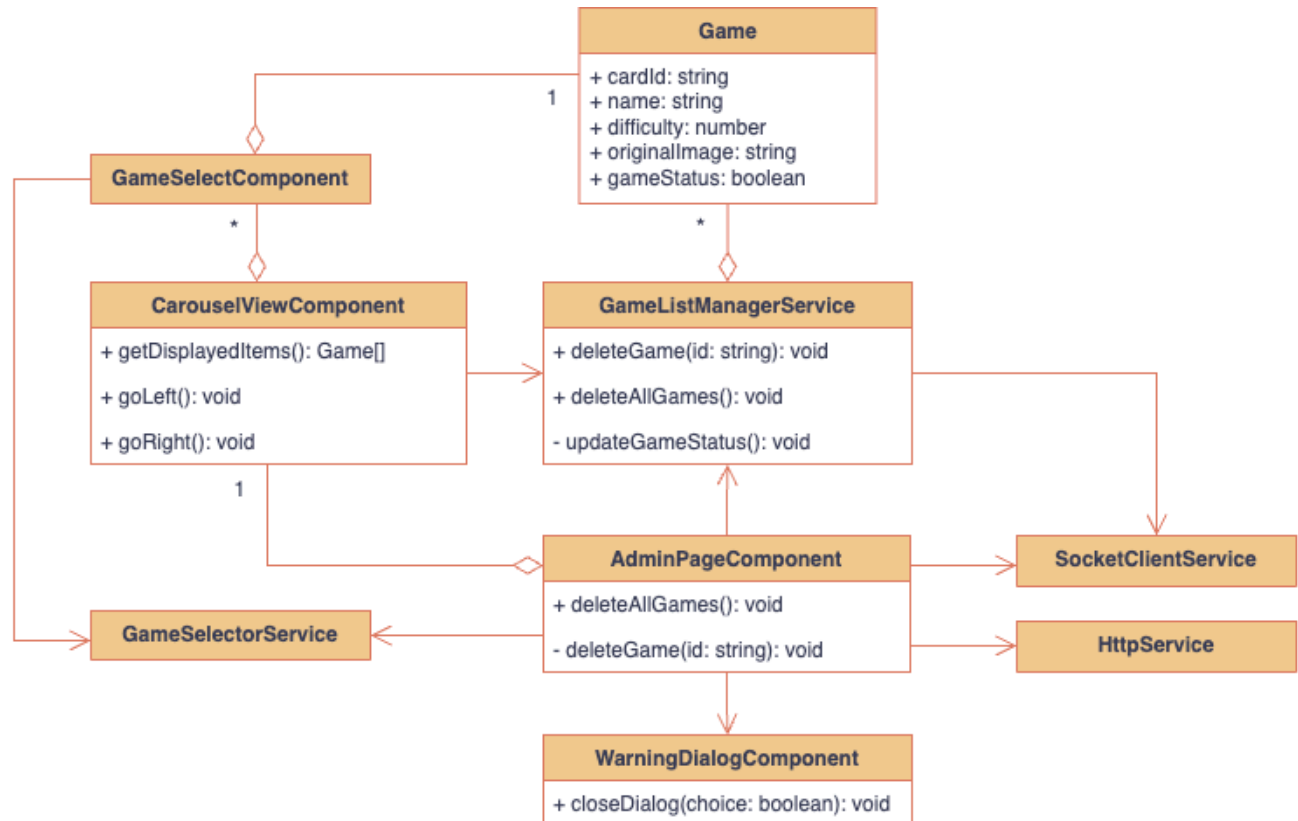 Game
+ cardId: string
+ name: string
+ difficulty: number
+ originalImage: string
+ gameStatus: boolean
1
GameSelectComponent
*
*
CarouselViewComponent
+ getDisplayedItems(): Game[]
+ goLeft(): void
+ goRight(): void
GameListManagerService
+ deleteGame(id: string): void
+ deleteAllGames(): void
- updateGameStatus(): void
1
AdminPageComponent
+ deleteAllGames(): void
- deleteGame(id: string): void
SocketClientService
GameSelectorService
HttpService
WarningDialogComponent
+ closeDialog(choice: boolean): void